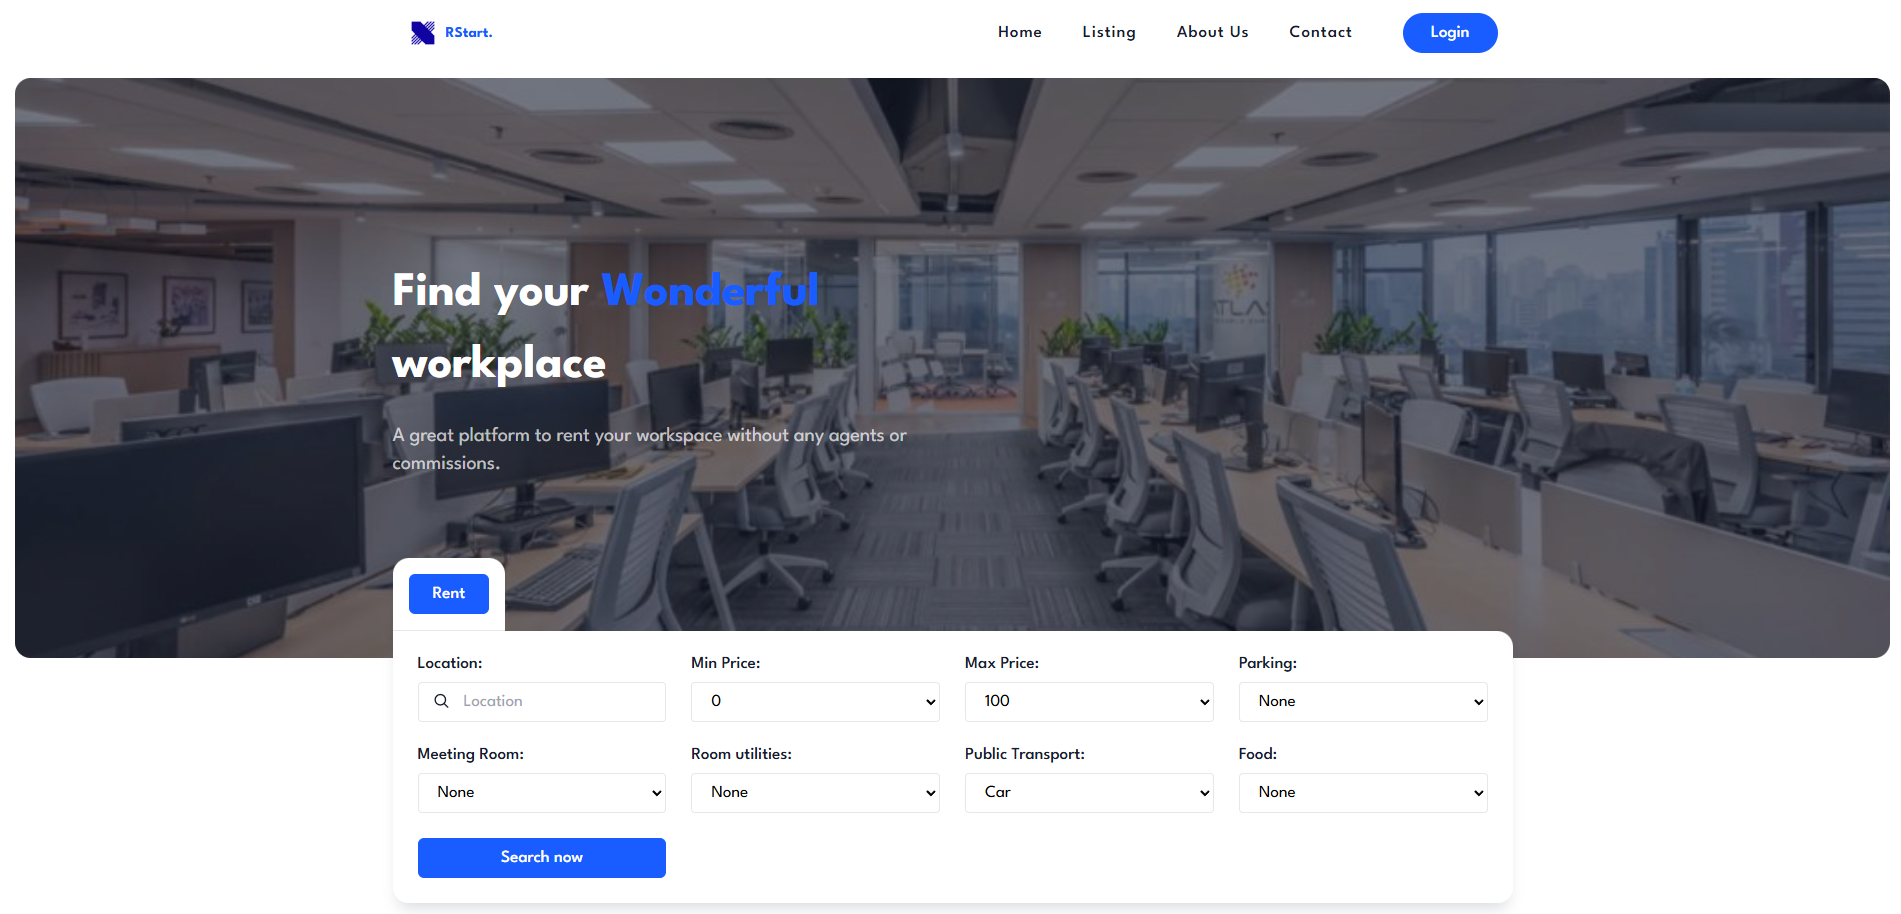 RStart.
Home
Listing
About Us
Contact
Login
Find your Wonderful
workplace
A great platform to rent your workspace without any agents or
commissions.
Rent
Location:
Min Price:
Max Price:
Parking:
Location
0
100
None
Meeting Room:
Room utilities:
Public Transport:
Food:
None
None
Car
None
Search now